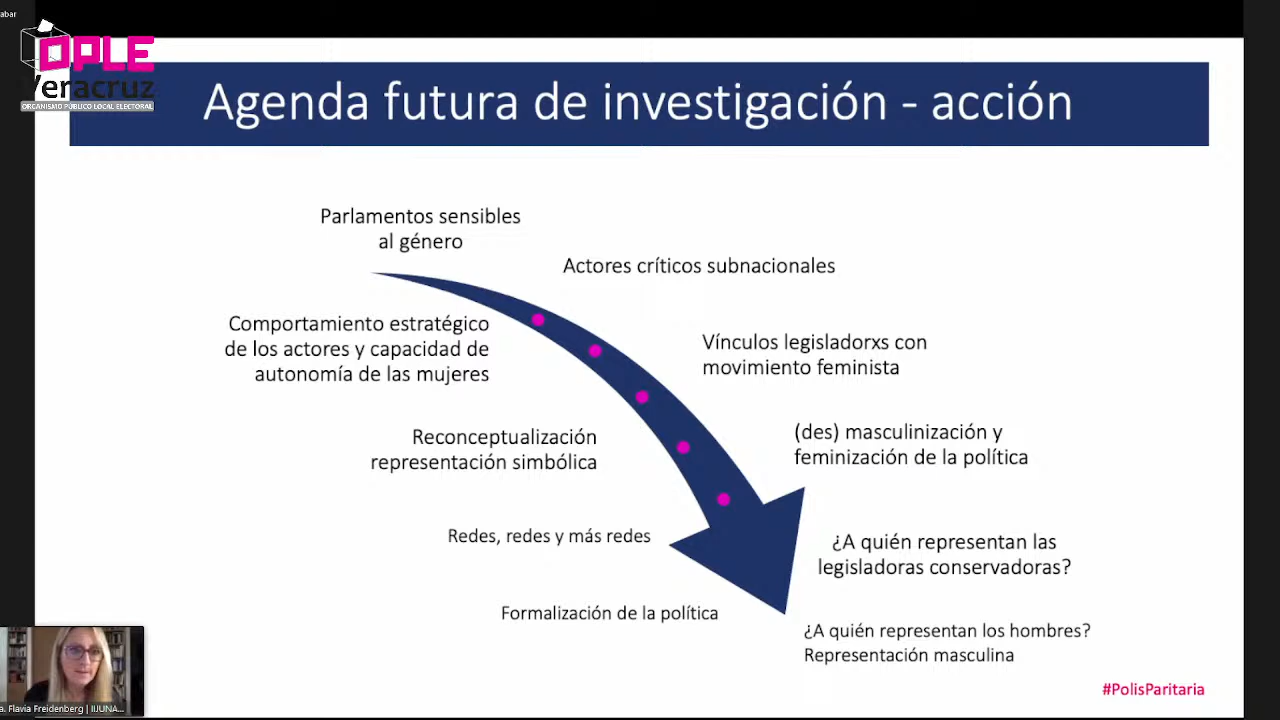 abar
OPLE
Veracruz
ORGANISMO PÚBLICO LOCAL ELECTORAL
Agenda futura de investigación - acción
Parlamentos sensibles
al género
Actores críticos subnacionales
Comportamiento estratégico
de los actores y capacidad de
autonomía de las mujeres
Vínculos legisladorxs con
movimiento feminista
Reconceptualización
representación simbólica
(des) masculinización y
feminización de la política
Redes, redes y más redes
¿A quién representan las
legisladoras conservadoras?
Formalización de la política
¿A quién representan los hombres?
Representación masculina
#PolisParitaria
a. Flavia Freidenberg | IIJUNA...